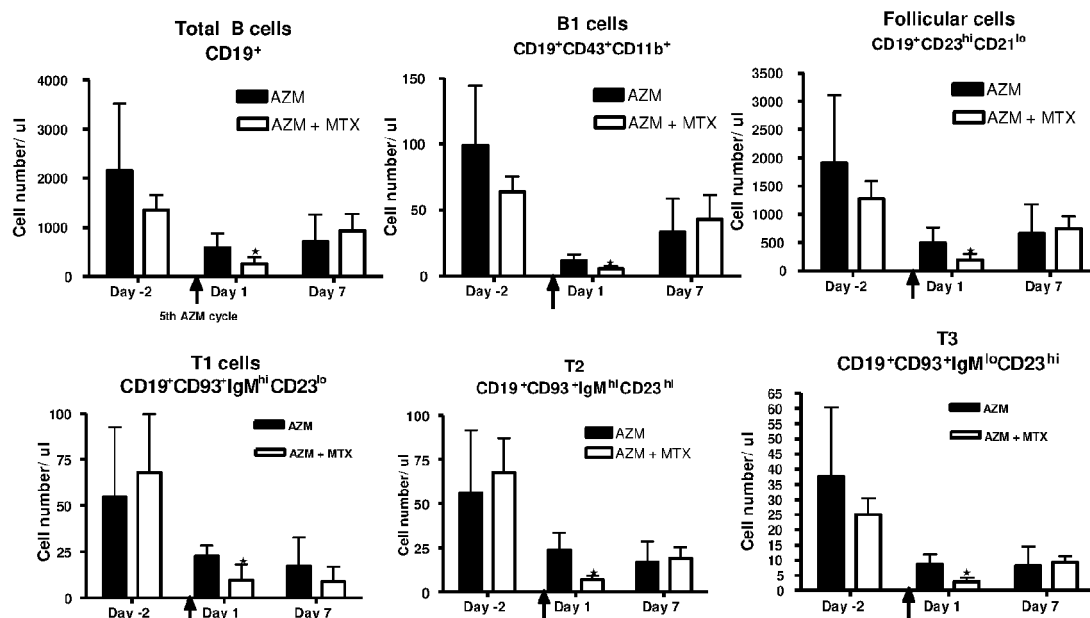 Total B cells
CD19⁺
Cell number/ ul
4000
3000
2000
1000
0
AZM
AZM + MTX
★
Day -2
Day 1
Day 7
5th AZM cycle
B1 cells
CD19⁺CD43⁺CD11b⁺
Cell number/ ul
150
100
50
0
AZM
AZM + MTX
★
Day -2
Day 1
Day 7
Follicular cells
CD19⁺CD23ʰⁱCD21ˡᵒ
Cell number/ ul
3500
3000
2500
2000
1500
1000
500
0
AZM
AZM + MTX
★
Day -2
Day 1
Day 7
T1 cells
CD19⁺CD93⁺IgMʰⁱCD23ˡᵒ
Cell number/ ul
100
75
50
25
0
AZM
AZM + MTX
★
Day -2
Day 1
Day 7
T2
CD19⁺CD93⁺IgMʰⁱCD23ʰⁱ
Cell number/ ul
100
75
50
25
0
AZM
AZM + MTX
★
Day -2
Day 1
Day 7
T3
CD19⁺CD93⁺IgMˡᵒCD23ʰⁱ
Cell number/ ul
65
60
55
50
45
40
35
30
25
20
15
10
5
0
AZM
AZM + MTX
★
Day -2
Day 1
Day 7